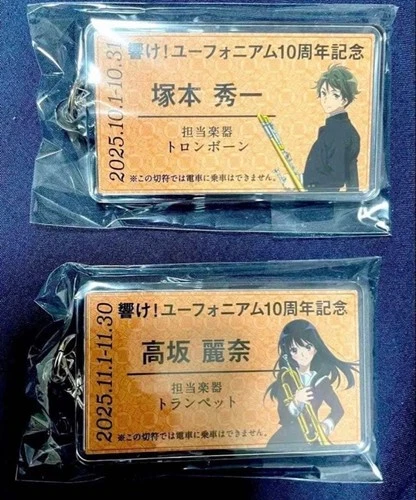 響け!ユーフォニアム10周年記念
2025.10.1-10.31
塚本 秀一
担当楽器
トロンボーン
※この切符では電車に乗車はできません。
響け!ユーフォニアム10周年記念
2025.11.1-11.30
高坂 麗奈
担当楽器
トランペット
※この切符では電車に乗車はできません。